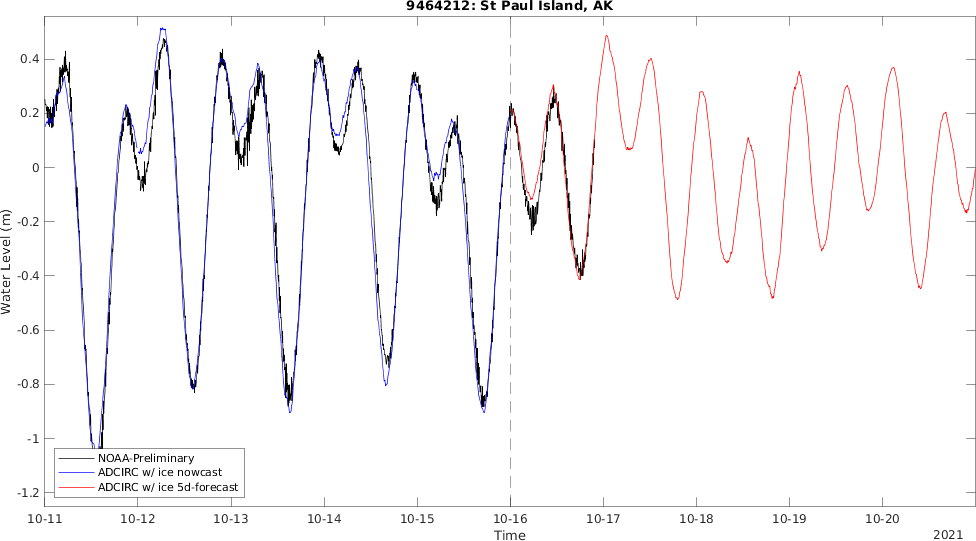 9464212: St Paul Island, AK
Water Level (m)
0.4
0.2
0
-0.2
-0.4
-0.6
-0.8
-1
-1.2
NOAA-Preliminary
ADCIRC w/ ice nowcast
ADCIRC w/ ice 5d-forecast
10-11 10-12 10-13 10-14 10-15 10-16 10-17 10-18 10-19 10-20
Time
2021